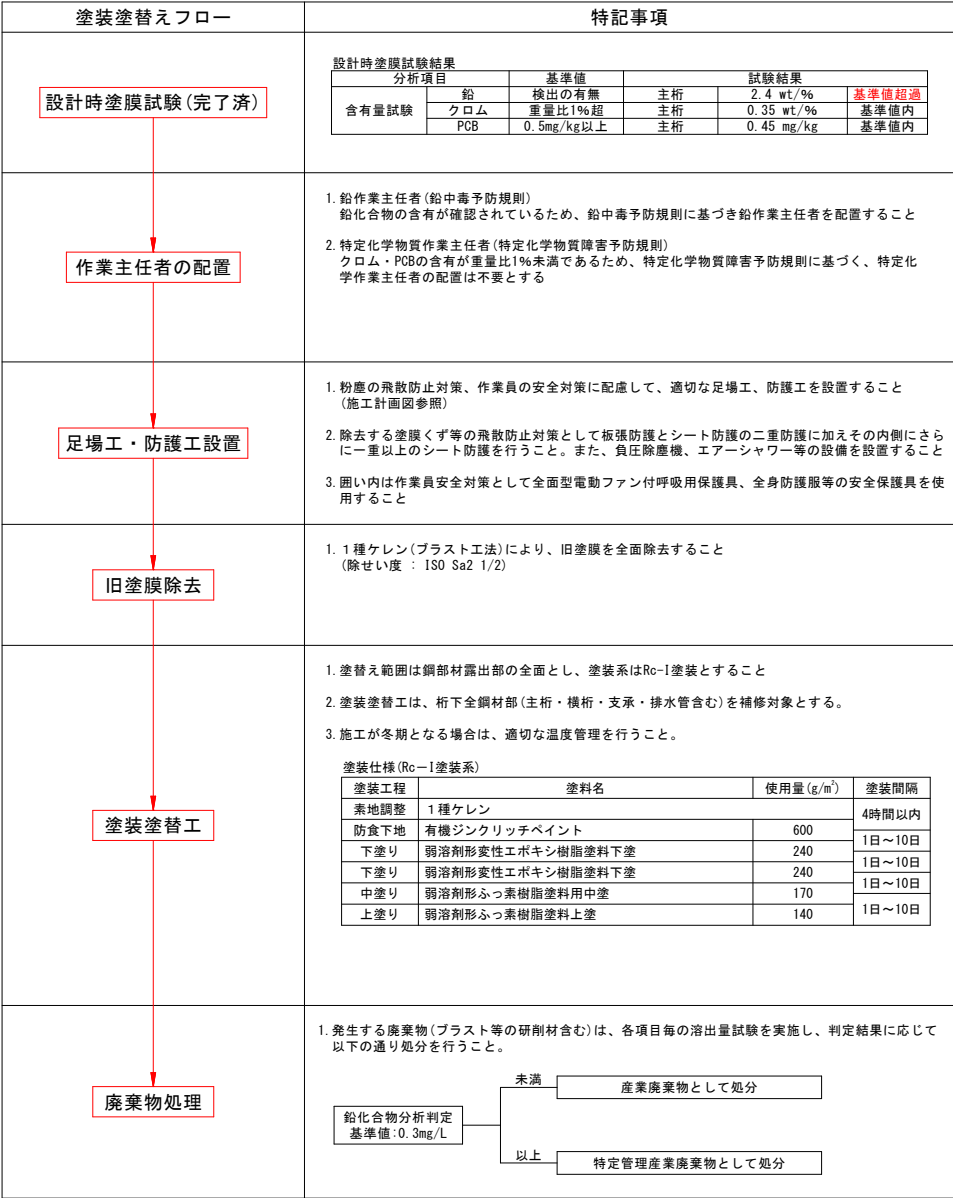 塗装塗替えフロー 特記事項
設計時塗膜試験(完了済)
設計時塗膜試験結果
分析項目 基準値 試験結果
含有量試験 鉛 検出の有無 主桁 2.4 wt/% 基準値超過
クロム 重量比1%超 主桁 0.35 wt/% 基準値内
PCB 0.5mg/kg以上 主桁 0.45 mg/kg 基準値内
作業主任者の配置
1.鉛作業主任者(鉛中毒予防規則)
鉛化合物の含有が確認されているため、鉛中毒予防規則に基づき鉛作業主任者を配置すること
2.特定化学物質作業主任者(特定化学物質障害予防規則)
クロム・PCBの含有が重量比1%未満であるため、特定化学物質障害予防規則に基づく、特定化
学作業主任者の配置は不要とする
足場工・防護工設置
1.粉塵の飛散防止対策、作業員の安全対策に配慮して、適切な足場工、防護工を設置すること
(施工計画図参照)
2.除去する塗膜くず等の飛散防止対策として板張防護とシート防護の二重防護に加えその内側にさら
に一重以上のシート防護を行うこと。また、負圧除塵機、エアーシャワー等の設備を設置すること
3.囲い内は作業員安全対策として全面型電動ファン付呼吸用保護具、全身防護服等の安全保護具を使
用すること
旧塗膜除去
1.１種ケレン(ブラスト工法)により、旧塗膜を全面除去すること
(除せい度 : ISO Sa2 1/2)
塗装塗替工
1.塗替え範囲は鋼部材露出部の全面とし、塗装系はRc-I塗装とすること
2.塗装塗替工は、桁下全鋼材部(主桁・横桁・支承・排水管含む)を補修対象とする。
3.施工が冬期となる場合は、適切な温度管理を行うこと。
塗装仕様(Rc－I塗装系)
塗装工程 塗料名 使用量(g/㎡) 塗装間隔
素地調整 １種ケレン 4時間以内
防食下地 有機ジンクリッチペイント 600 1日～10日
下塗り 弱溶剤形変性エポキシ樹脂塗料下塗 240 1日～10日
下塗り 弱溶剤形変性エポキシ樹脂塗料下塗 240 1日～10日
中塗り 弱溶剤形ふっ素樹脂塗料用中塗 170 1日～10日
上塗り 弱溶剤形ふっ素樹脂塗料上塗 140
廃棄物処理
1.発生する廃棄物(ブラスト等の研削材含む)は、各項目毎の溶出量試験を実施し、判定結果に応じて
以下の通り処分を行うこと。
未満 産業廃棄物として処分
鉛化合物分析判定
基準値:0.3mg/L
以上 特定管理産業廃棄物として処分